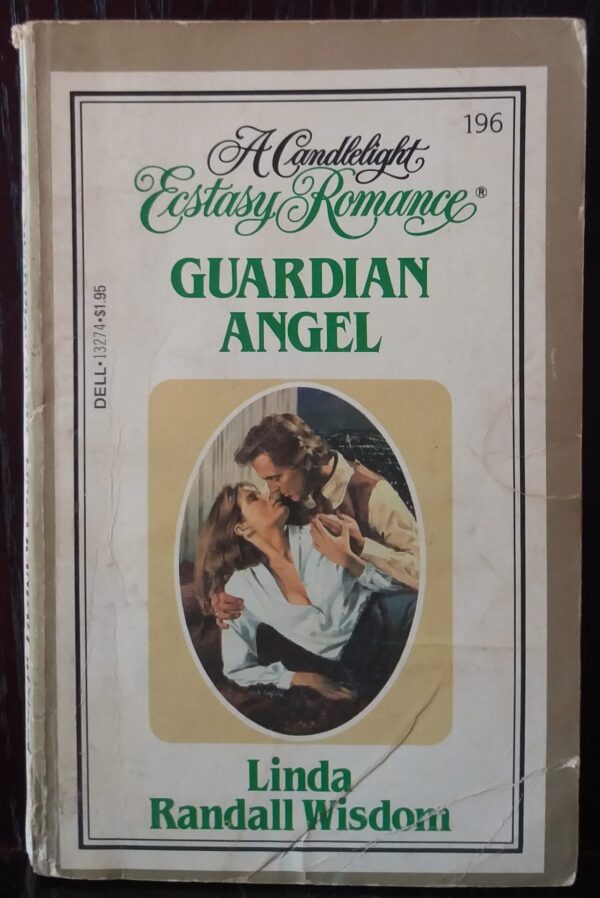 196
A Candlelight
Ecstasy Romance®
GUARDIAN
ANGEL
DELL•13274•$1.95
Linda
Randall Wisdom